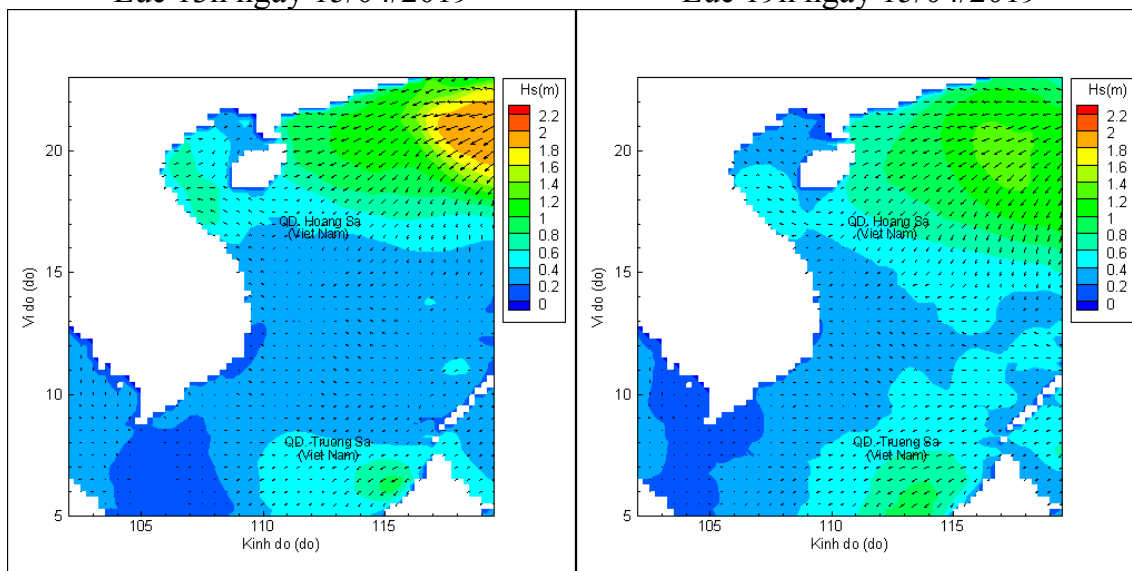 Hs(m)
2.2
2
1.8
1.6
1.4
1.2
1
0.8
0.6
0.4
0.2
0
20
15
10
5
Vi do (do)
QD. Hoang Sa
(Viet Nam)
QD. Truong Sa
(Viet Nam)
105
110
115
Kinh do (do)
Hs(m)
2.2
2
1.8
1.6
1.4
1.2
1
0.8
0.6
0.4
0.2
0
20
15
10
5
Vi do (do)
QD. Hoang Sa
(Viet Nam)
QD. Truong Sa
(Viet Nam)
105
110
115
Kinh do (do)